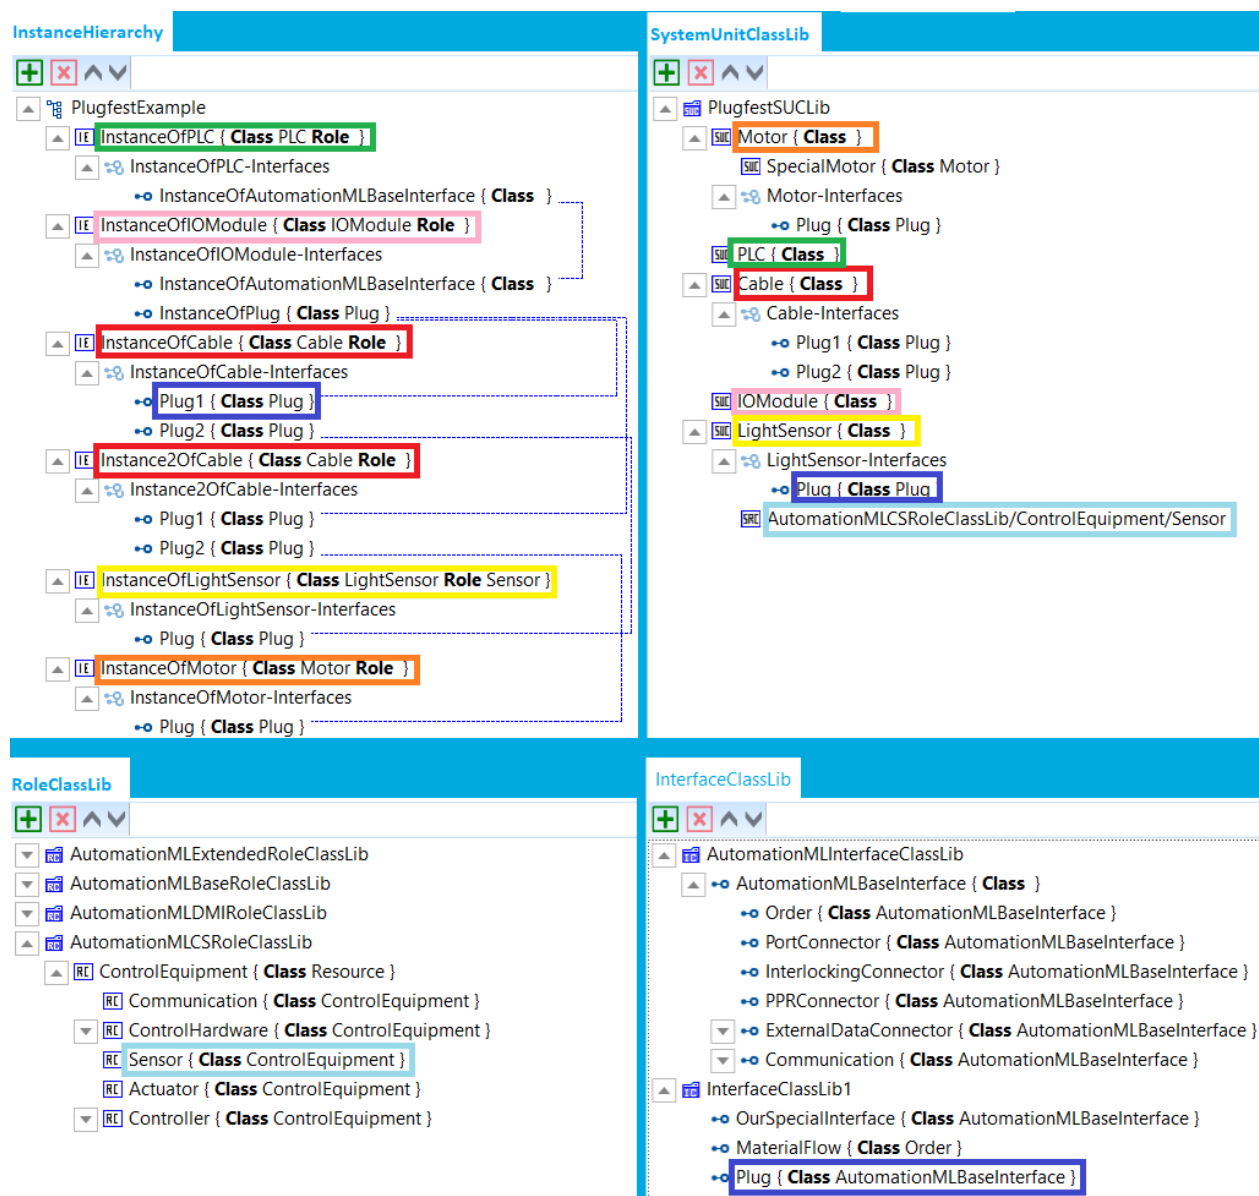 InstanceHierarchy
PlugfestExample
InstanceOfPLC { Class PLC Role }
InstanceOfPLC-Interfaces
InstanceOfAutomationMLBaseInterface { Class }
InstanceOfIOModule { Class IOModule Role }
InstanceOfIOModule-Interfaces
InstanceOfAutomationMLBaseInterface { Class }
InstanceOfPlug { Class Plug }
InstanceOfCable { Class Cable Role }
InstanceOfCable-Interfaces
Plug1 { Class Plug }
Plug2 { Class Plug }
Instance2OfCable { Class Cable Role }
Instance2OfCable-Interfaces
Plug1 { Class Plug }
Plug2 { Class Plug }
InstanceOfLightSensor { Class LightSensor Role Sensor }
InstanceOfLightSensor-Interfaces
Plug { Class Plug }
InstanceOfMotor { Class Motor Role }
InstanceOfMotor-Interfaces
Plug { Class Plug }
SystemUnitClassLib
PlugfestSUCLib
Motor { Class }
SpecialMotor { Class Motor }
Motor-Interfaces
Plug { Class Plug }
PLC { Class }
Cable { Class }
Cable-Interfaces
Plug1 { Class Plug }
Plug2 { Class Plug }
IOModule { Class }
LightSensor { Class }
LightSensor-Interfaces
Plug { Class Plug
AutomationMLCSRoleClassLib/ControlEquipment/Sensor
RoleClassLib
AutomationMLExtendedRoleClassLib
AutomationMLBaseRoleClassLib
AutomationMLDMIRoleClassLib
AutomationMLCSRoleClassLib
ControlEquipment { Class Resource }
Communication { Class ControlEquipment }
ControlHardware { Class ControlEquipment }
Sensor { Class ControlEquipment }
Actuator { Class ControlEquipment }
Controller { Class ControlEquipment }
InterfaceClassLib
AutomationMLInterfaceClassLib
AutomationMLBaseInterface { Class }
Order { Class AutomationMLBaseInterface }
PortConnector { Class AutomationMLBaseInterface }
InterlockingConnector { Class AutomationMLBaseInterface }
PPRConnector { Class AutomationMLBaseInterface }
ExternalDataConnector { Class AutomationMLBaseInterface }
Communication { Class AutomationMLBaseInterface }
InterfaceClassLib1
OurSpecialInterface { Class AutomationMLBaseInterface }
MaterialFlow { Class Order }
Plug { Class AutomationMLBaseInterface }